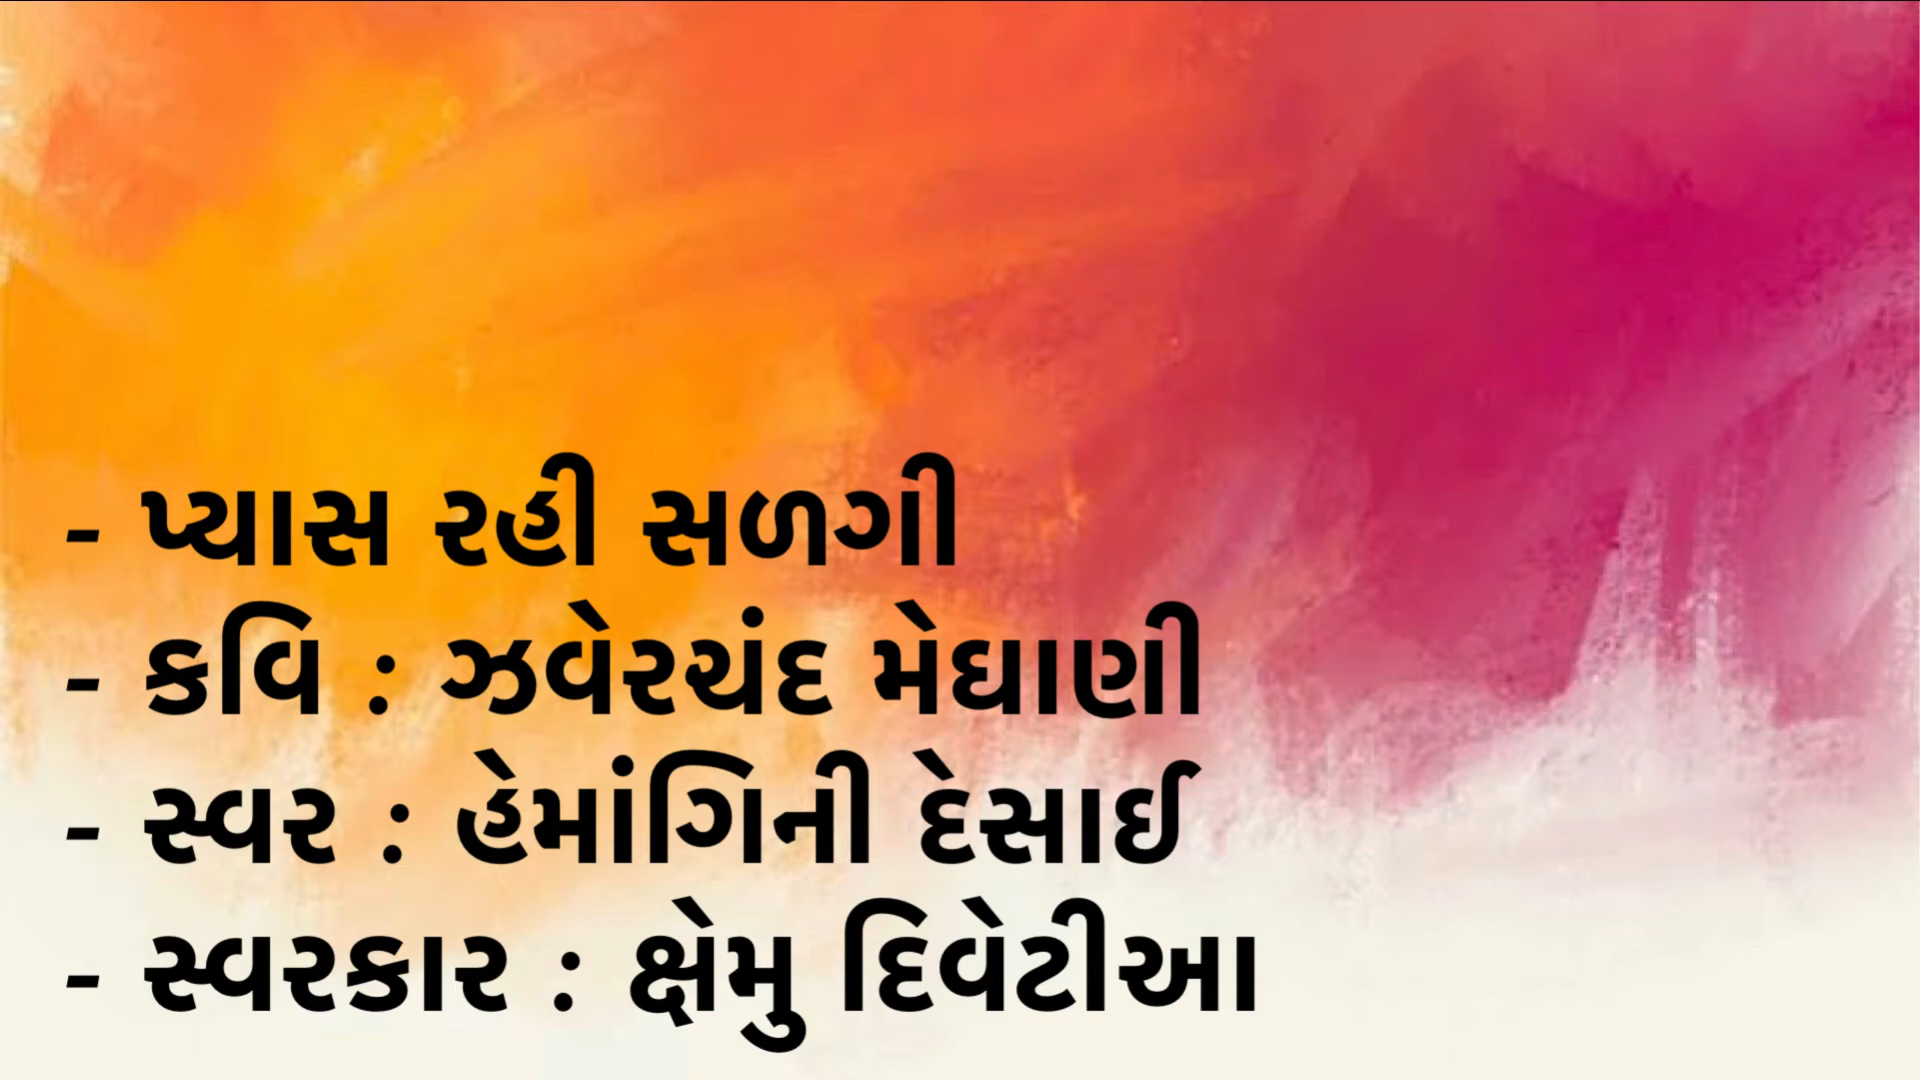 - પ્યાસ રહી સળગી
- કવિ : ઝવેરચંદ મેઘાણી
- સ્વર : હેમાંગિની દેસાઈ
- સ્વરકાર : ક્ષેમુ દિવેટીઆ